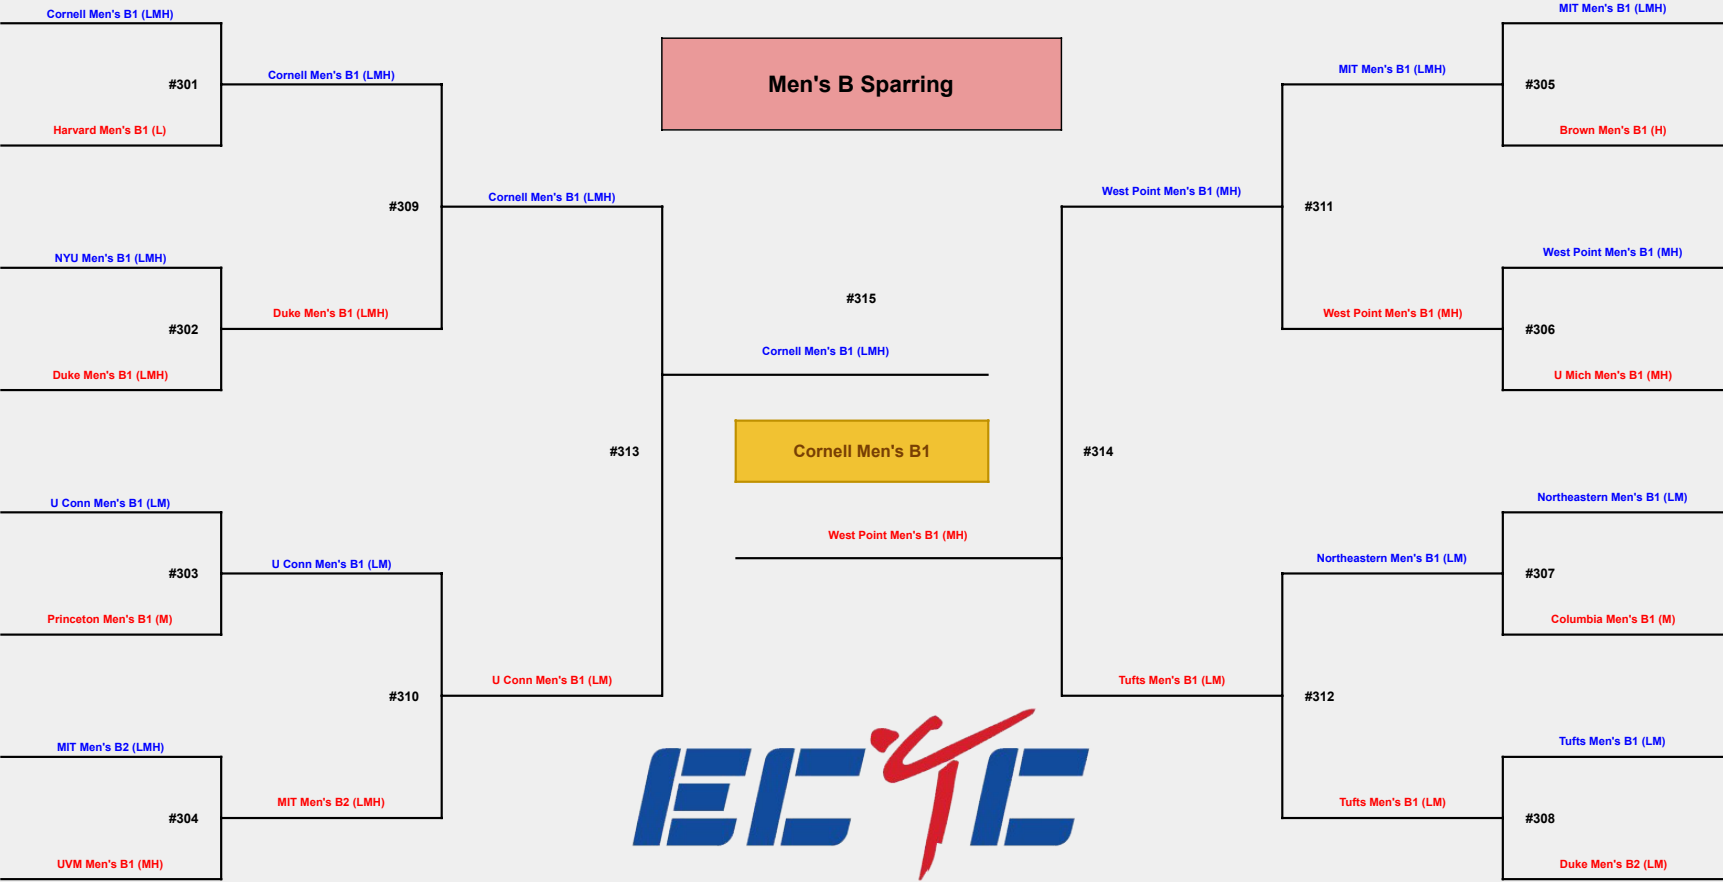 Men's B Sparring
Cornell Men's B1 (LMH)
#301
Harvard Men's B1 (L)
Cornell Men's B1 (LMH)
#309
NYU Men's B1 (LMH)
#302
Duke Men's B1 (LMH)
Duke Men's B1 (LMH)
Cornell Men's B1 (LMH)
#313
U Conn Men's B1 (LM)
#303
Princeton Men's B1 (M)
U Conn Men's B1 (LM)
#310
MIT Men's B2 (LMH)
#304
UVM Men's B1 (MH)
MIT Men's B2 (LMH)
U Conn Men's B1 (LM)
#315
Cornell Men's B1 (LMH)
Cornell Men's B1
West Point Men's B1 (MH)
MIT Men's B1 (LMH)
#305
Brown Men's B1 (H)
MIT Men's B1 (LMH)
#311
West Point Men's B1 (MH)
#306
U Mich Men's B1 (MH)
West Point Men's B1 (MH)
West Point Men's B1 (MH)
#314
Northeastern Men's B1 (LM)
#307
Columbia Men's B1 (M)
Northeastern Men's B1 (LM)
#312
Tufts Men's B1 (LM)
#308
Duke Men's B2 (LM)
Tufts Men's B1 (LM)
Tufts Men's B1 (LM)
ECTC